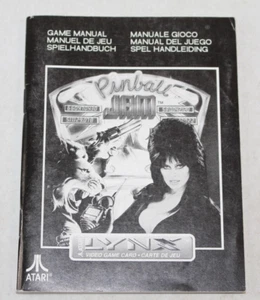 GAME MANUAL
MANUEL DE JEU
SPIELHANDBUCH
MANUALE GIOCO
MANUAL DEL JUEGO
SPEL HANDLEIDING
Pinball
JAM™
LYNX
VIDEO GAME CARD • CARTE DE JEU
ATARI®